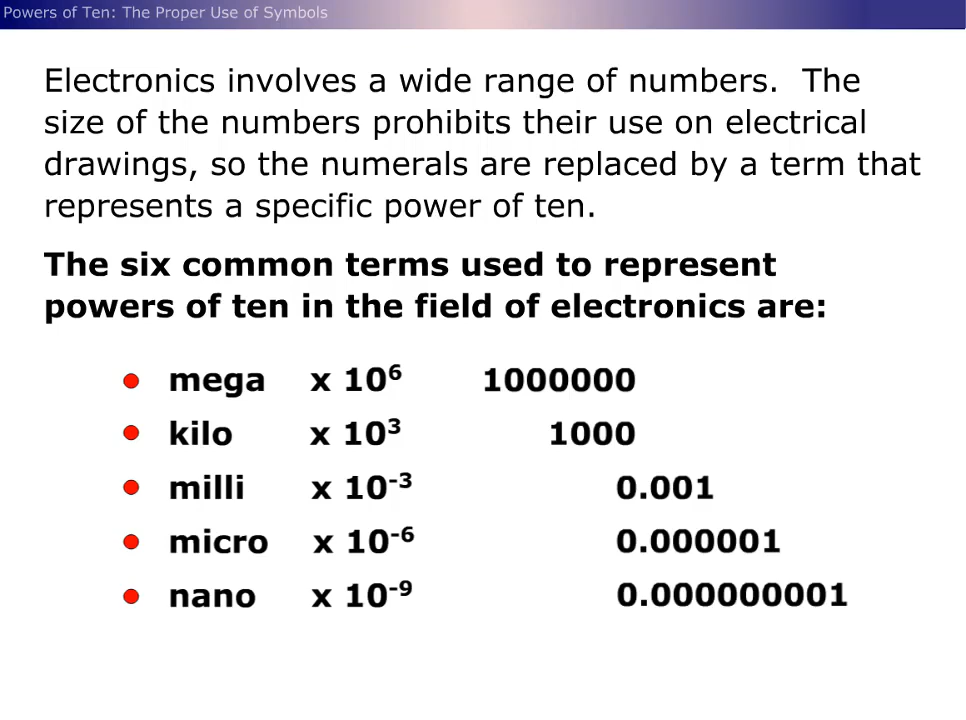 Powers of Ten: The Proper Use of Symbols
Electronics involves a wide range of numbers.  The
size of the numbers prohibits their use on electrical
drawings, so the numerals are replaced by a term that
represents a specific power of ten.
The six common terms used to represent
powers of ten in the field of electronics are:
• mega x 10⁶ 1000000
• kilo x 10³ 1000
• milli x 10⁻³ 0.001
• micro x 10⁻⁶ 0.000001
• nano x 10⁻⁹ 0.000000001